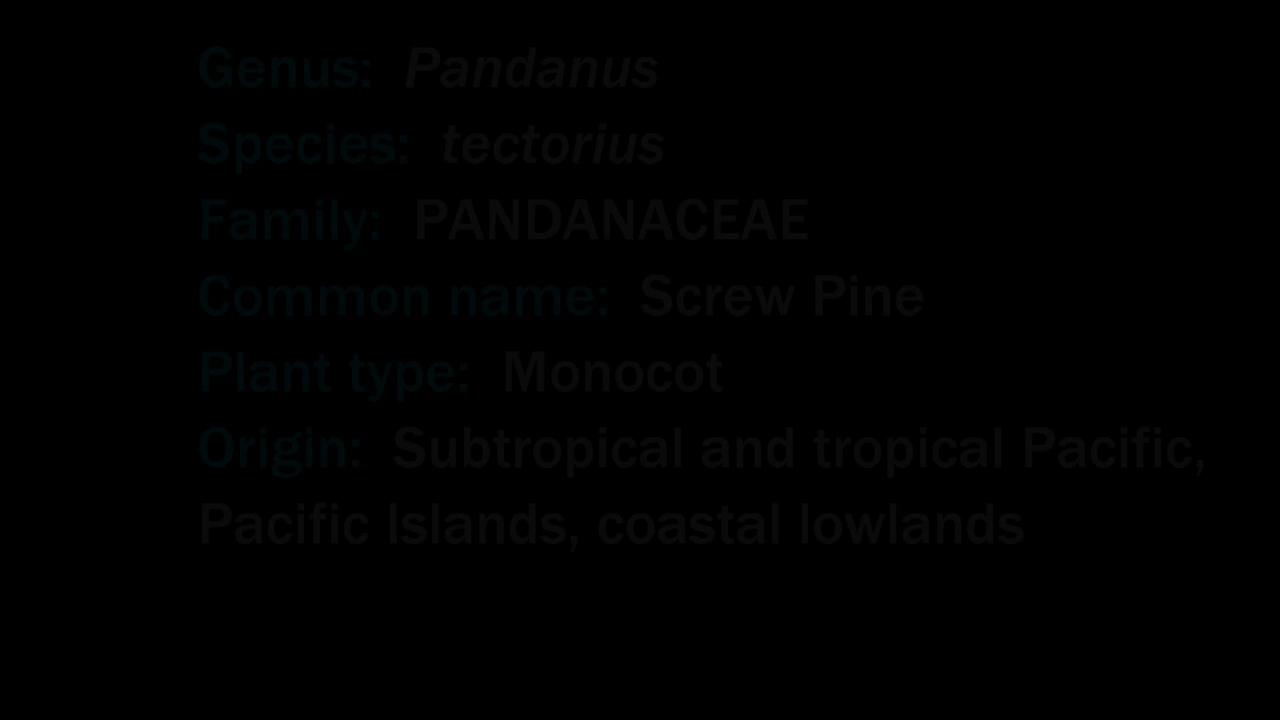 Genus: Pandanus
Species: tectorius
Family: PANDANACEAE
Common name: Screw Pine
Plant type: Monocot
Origin: Subtropical and tropical Pacific,
Pacific Islands, coastal lowlands